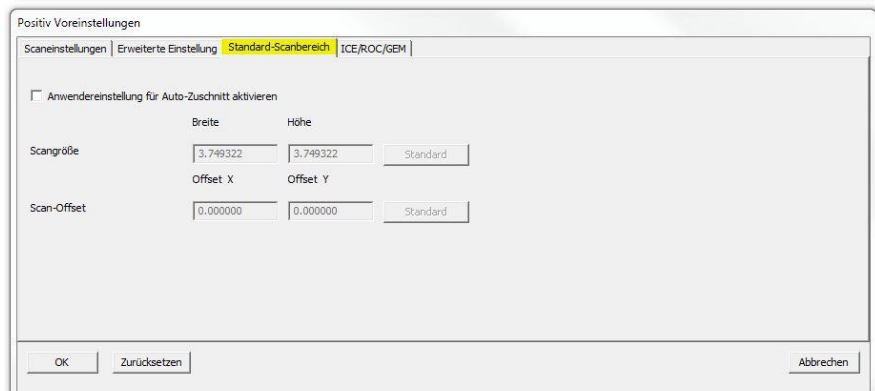 Positiv Voreinstellungen
Scaneinstellungen Erweiterte Einstellung Standard-Scanbereich ICE/ROC/GEM
Anwendereinstellung für Auto-Zuschnitt aktivieren
Breite Höhe
Scangröße 3.749322 3.749322 Standard
Offset X Offset Y
Scan-Offset 0.000000 0.000000 Standard
OK Zurücksetzen Abbrechen